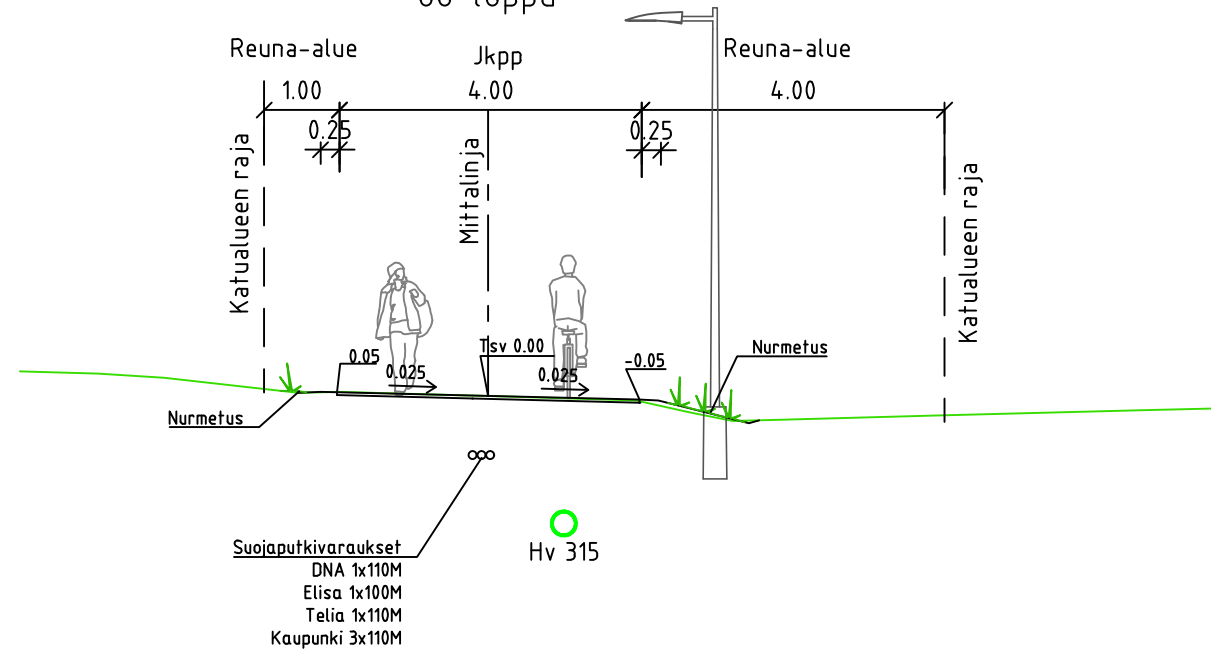 Reuna-alue
Jkpp
Reuna-alue
1.00
4.00
4.00
0.25
0.25
Katualueen raja
Mittalinja
Katualueen raja
0.05
Tsv 0.00
-0.05
Nurmetus
0.025
0.025
Nurmetus
Suojaputkivaraukset
DNA 1x110M
Elisa 1x100M
Telia 1x110M
Kaupunki 3x110M
Hv 315